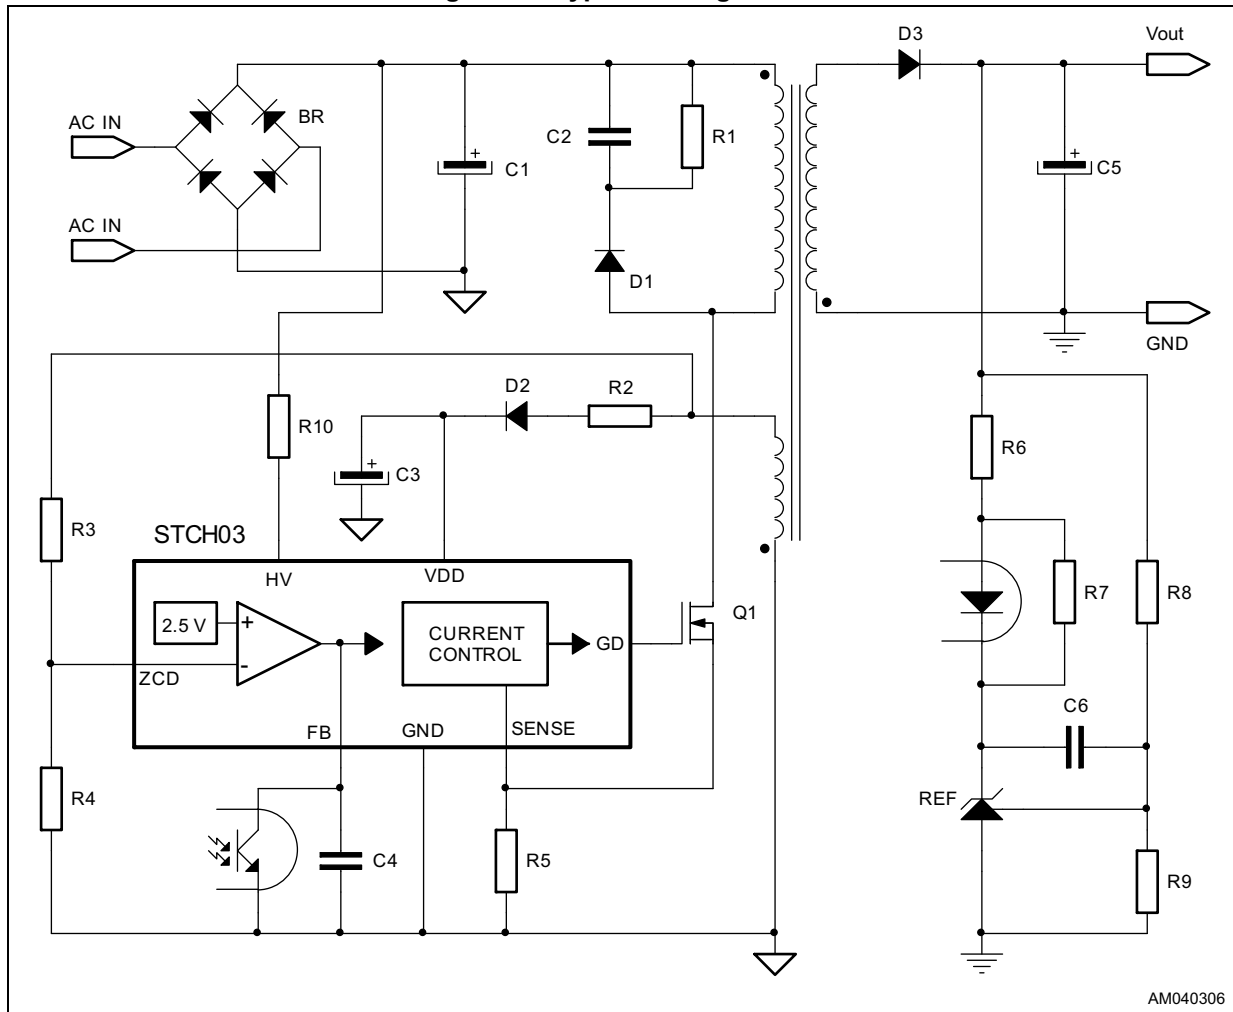 D3
Vout
BR
AC IN
C2
R1
C1
C5
AC IN
D1
GND
D2
R2
R10
R6
C3
R3
STCH03
HV
VDD
R7
R8
Q1
2.5 V
+
-
CURRENT
CONTROL
GD
ZCD
C6
FB
GND
SENSE
R4
REF
C4
R5
R9
AM040306